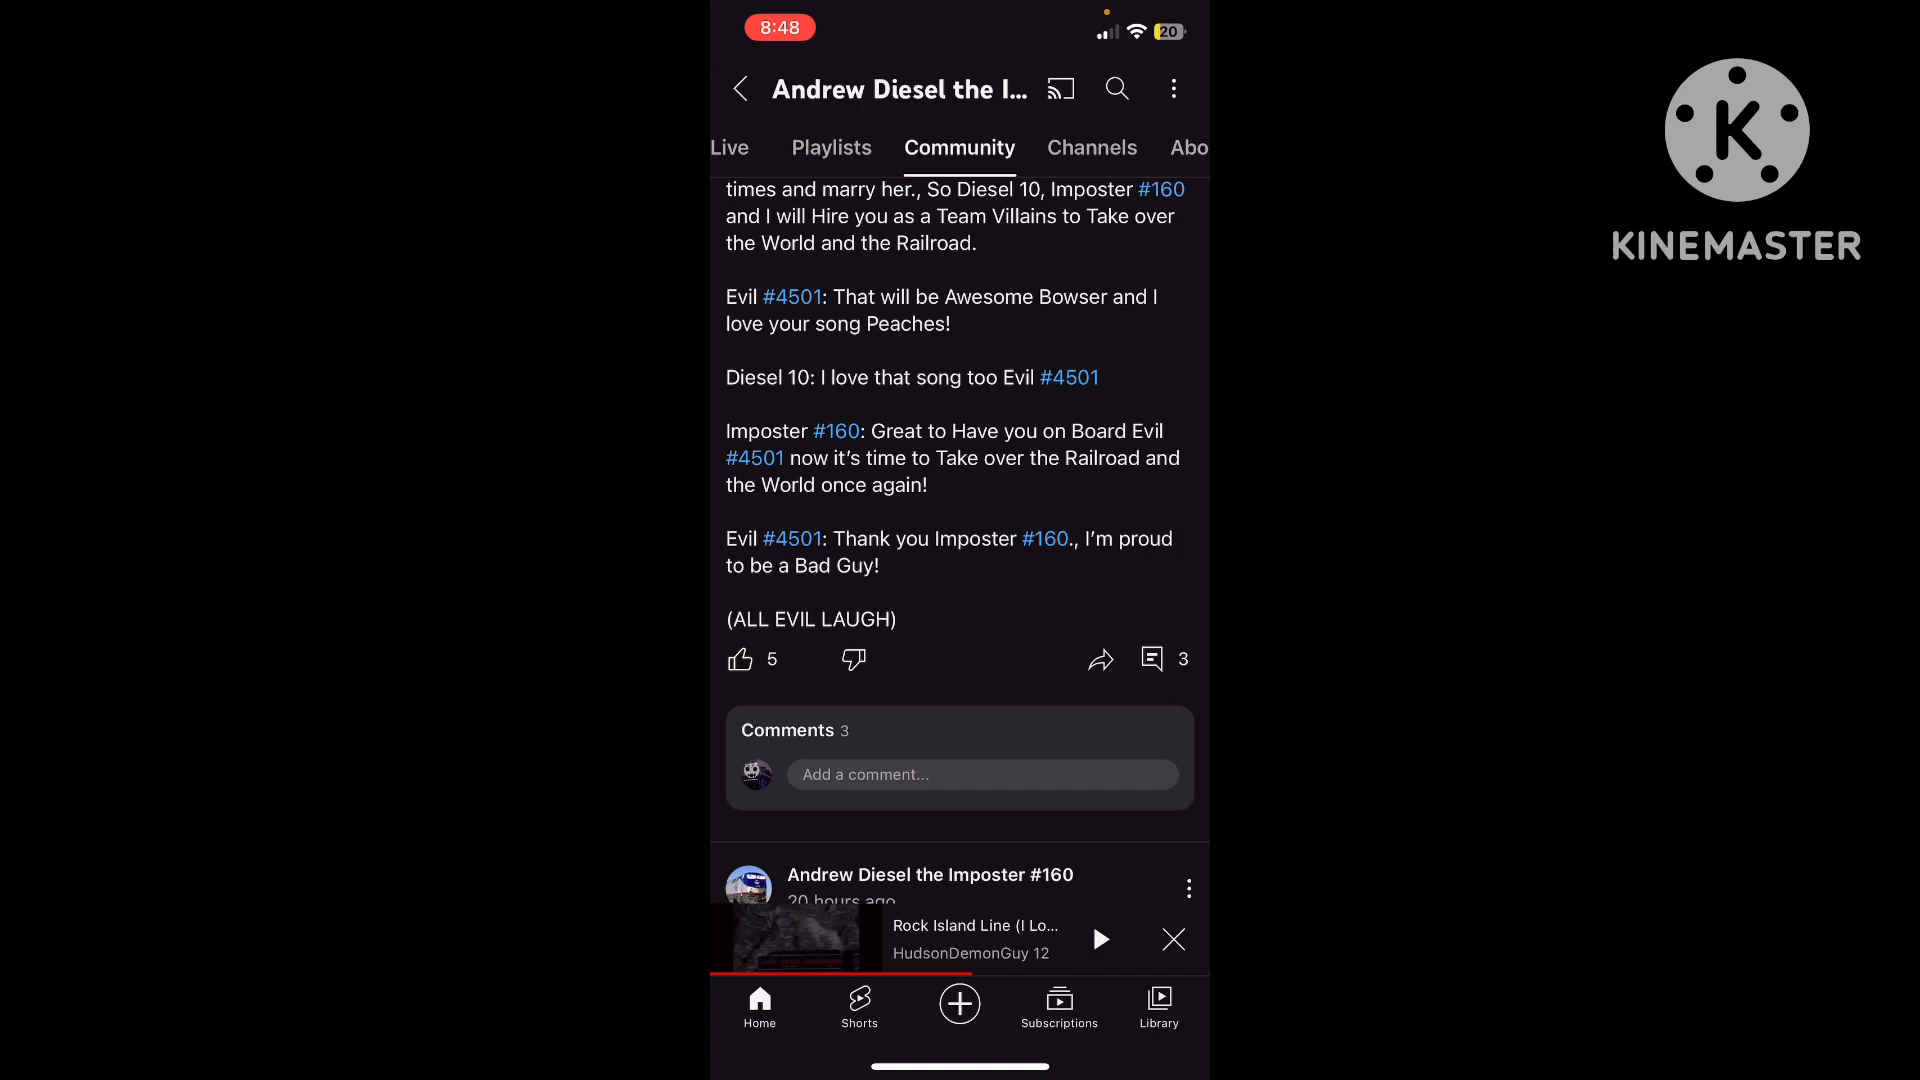 8:48
20
Andrew Diesel the I...
Live Playlists Community Channels Abo
times and marry her., So Diesel 10, Imposter #160
and I will Hire you as a Team Villains to Take over
the World and the Railroad.
Evil #4501: That will be Awesome Bowser and I
love your song Peaches!
Diesel 10: I love that song too Evil #4501
Imposter #160: Great to Have you on Board Evil
#4501 now it’s time to Take over the Railroad and
the World once again!
Evil #4501: Thank you Imposter #160., I’m proud
to be a Bad Guy!
(ALL EVIL LAUGH)
5 3
Comments 3
Add a comment...
Andrew Diesel the Imposter #160
20 hours ago
Rock Island Line (I Lo...
HudsonDemonGuy 12
Home Shorts Subscriptions Library
K
KINEMASTER